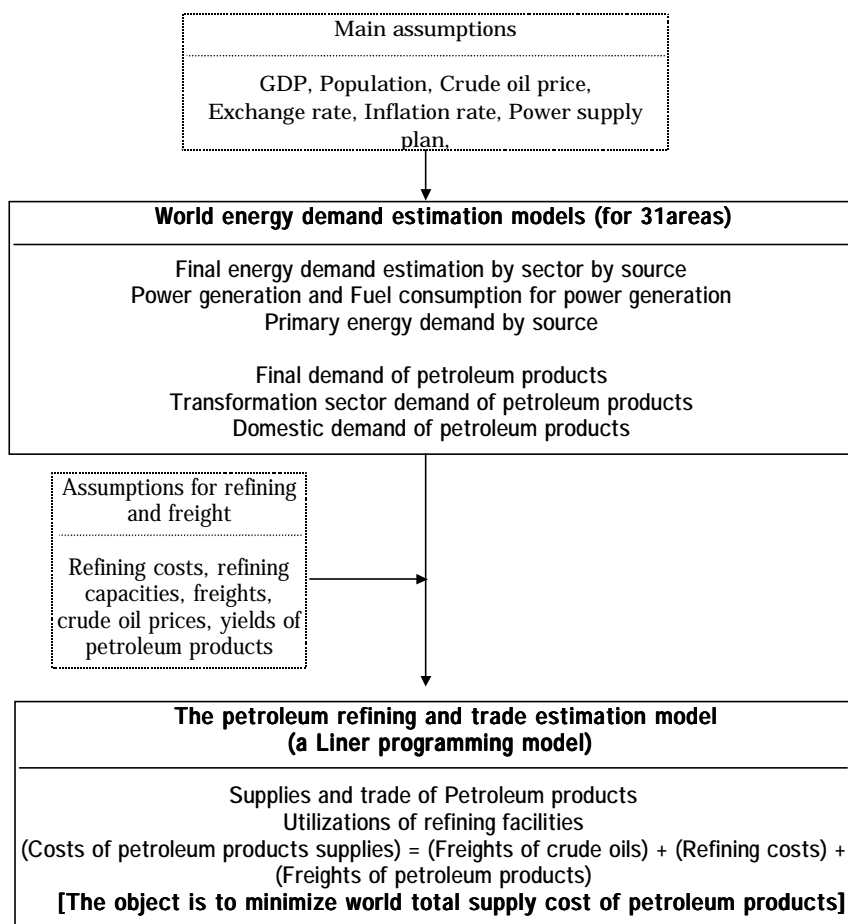 Main assumptions
GDP, Population, Crude oil price,
Exchange rate, Inflation rate, Power supply
plan,
World energy demand estimation models (for 31areas)
Final energy demand estimation by sector by source
Power generation and Fuel consumption for power generation
Primary energy demand by source
Final demand of petroleum products
Transformation sector demand of petroleum products
Domestic demand of petroleum products
Assumptions for refining
and freight
Refining costs, refining
capacities, freights,
crude oil prices, yields of
petroleum products
The petroleum refining and trade estimation model
(a Liner programming model)
Supplies and trade of Petroleum products
Utilizations of refining facilities
(Costs of petroleum products supplies) = (Freights of crude oils) + (Refining costs) +
(Freights of petroleum products)
[The object is to minimize world total supply cost of petroleum products]